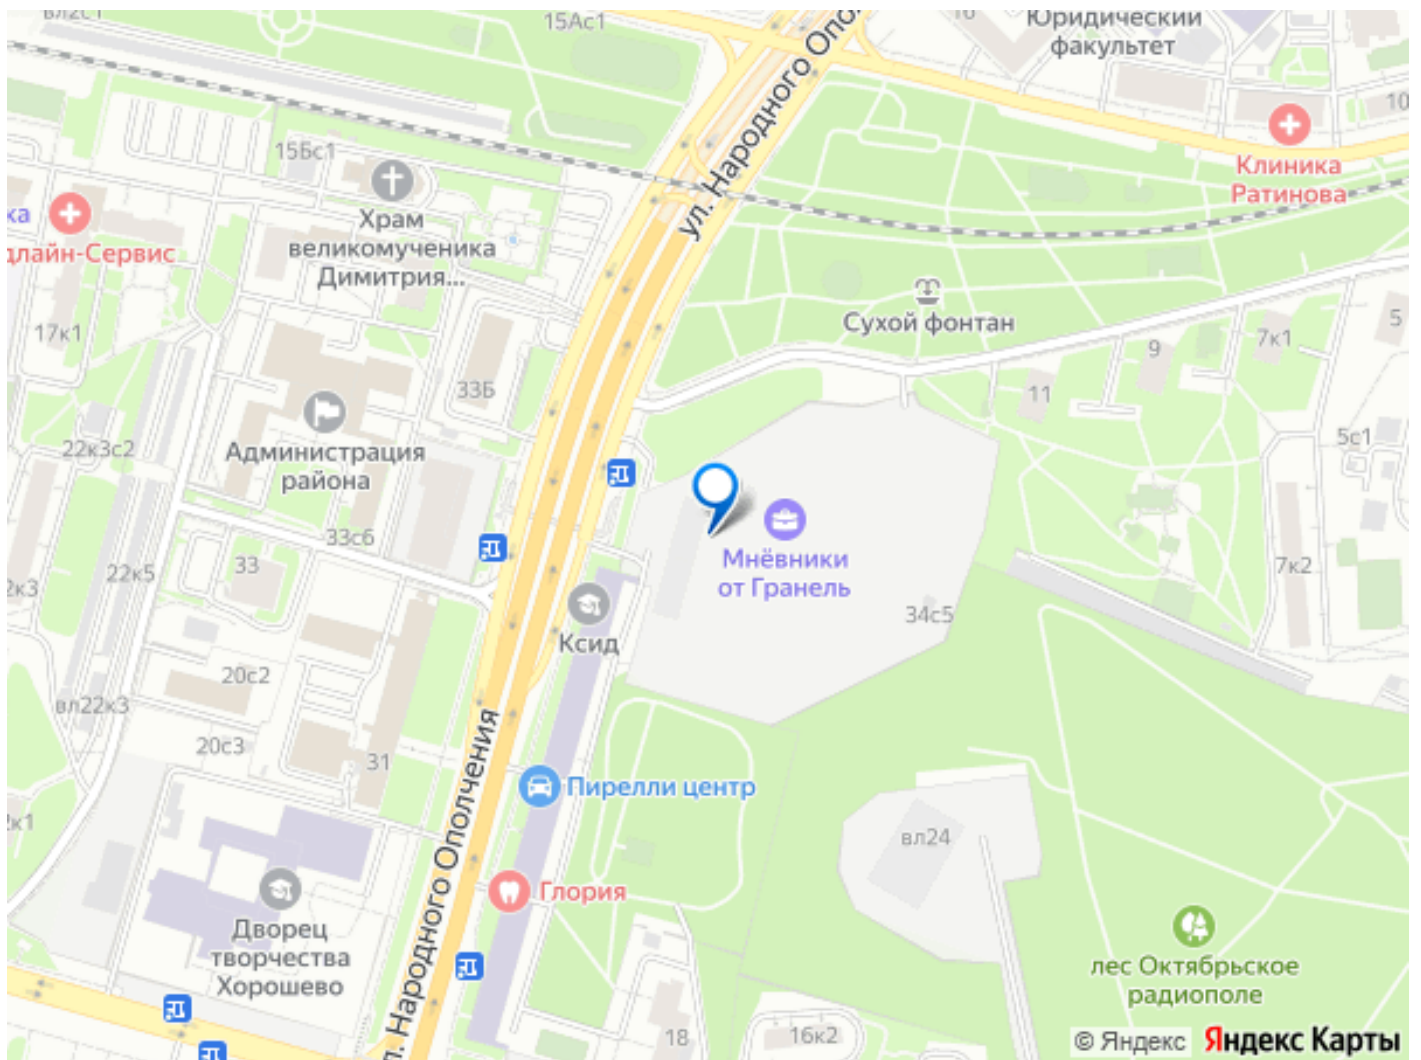 вл2с1
15Ас1
16
Юридический
факультет
10
Клиника
Ратинова
ул. Народного Опо
15Бс1
Храм
великомученика
Димитрия...
ка
длайн-Сервис
17к1
Сухой фонтан
5
7к1
9
11
33Б
5с1
22к3с2
Администрация
района
33с6
33
22к5
2к3
Мнёвники
от Гранель
7к2
34с5
Ксид
20с2
вл22к3
20с3
31
Пирелли центр
вл24
2к1
л. Народного Ополчения
Глория
Дворец
творчества
Хорошево
лес Октябрьское
радиополе
18
16к2
© Яндекс Яндекс Карты